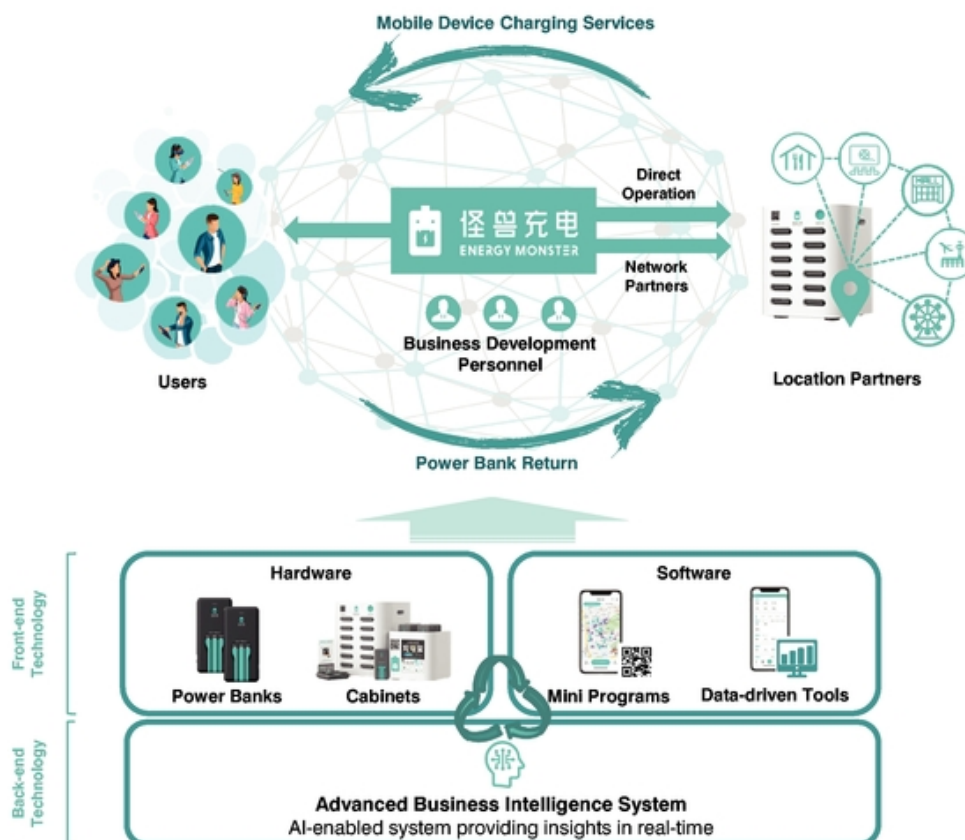 Mobile Device Charging Services
Direct
Operation
怪兽充电
ENERGY MONSTER
Network
Partners
MALL
Business Development
Personnel
Users
Location Partners
Power Bank Return
Front-end
Technology
Hardware
Software
Power Banks
Cabinets
Mini Programs
Data-driven Tools
Back-end
Technology
Advanced Business Intelligence System
AI-enabled system providing insights in real-time